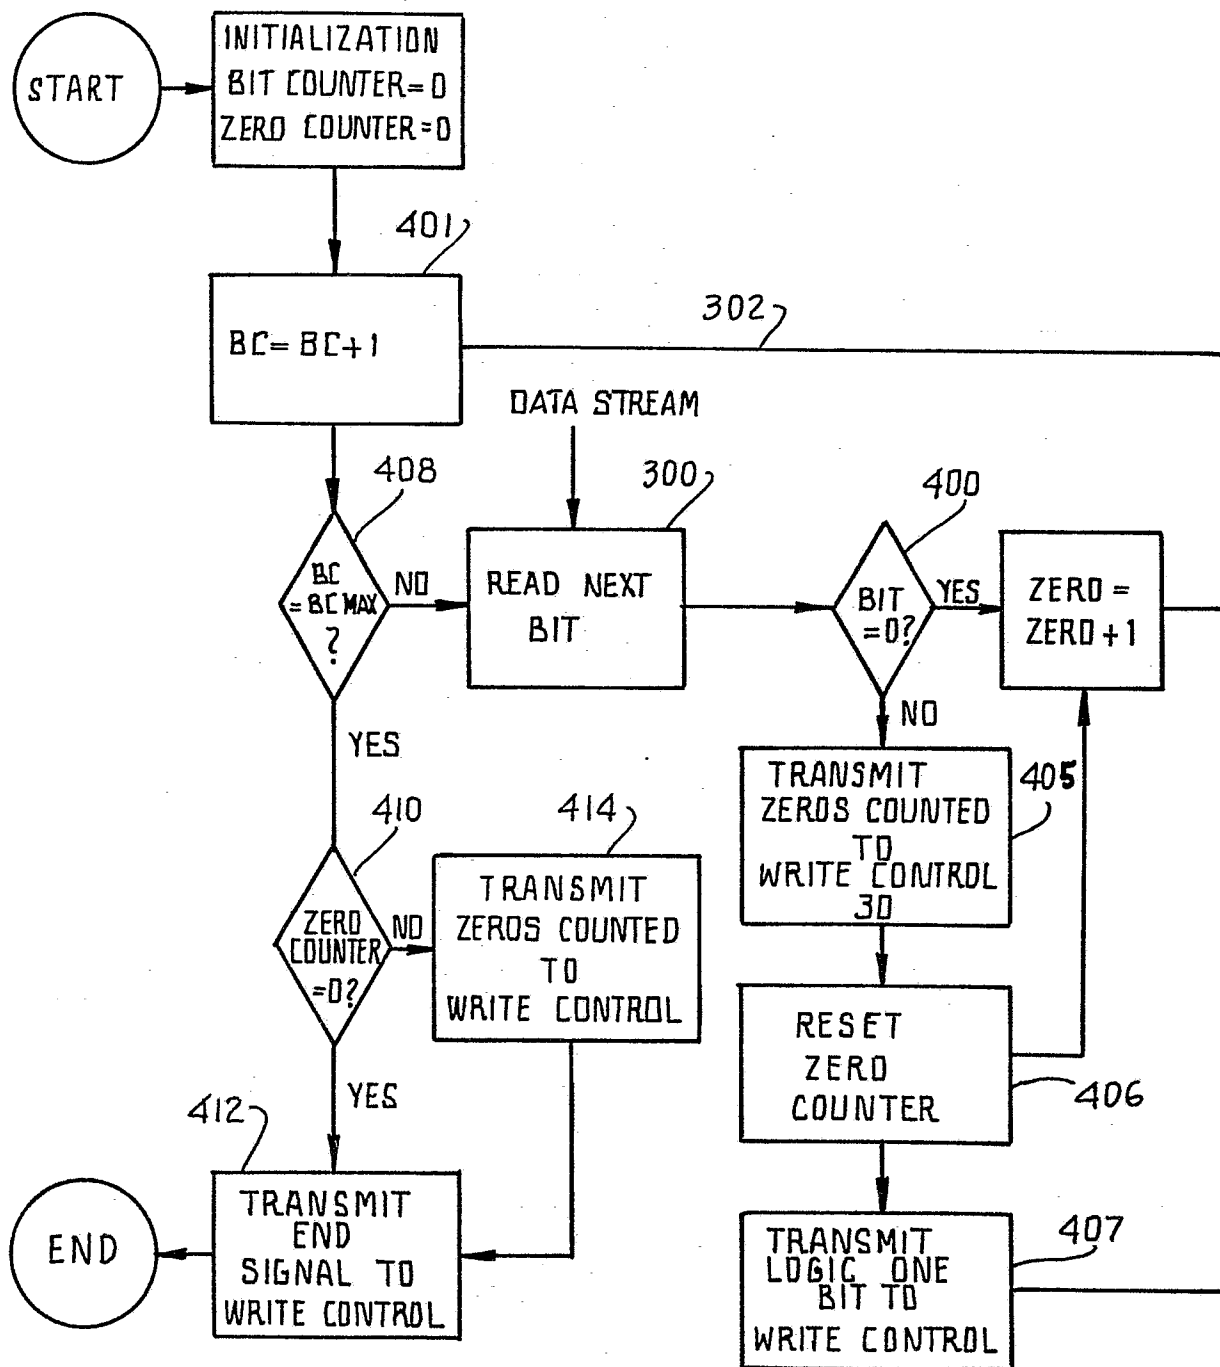 START
INITIALIZATION
BIT COUNTER=0
ZERO COUNTER=0
401
BC=BC+1
302
DATA STREAM
408
BC
=BC MAX
?
NO
300
READ NEXT
BIT
400
BIT
=0?
YES
ZERO=
ZERO+1
NO
YES
405
TRANSMIT
ZEROS COUNTED
TO
WRITE CONTROL
30
410
ZERO
COUNTER
=0?
NO
414
TRANSMIT
ZEROS COUNTED
TO
WRITE CONTROL
RESET
ZERO
COUNTER
406
YES
412
TRANSMIT
END
SIGNAL TO
WRITE CONTROL
END
407
TRANSMIT
LOGIC ONE
BIT TO
WRITE CONTROL